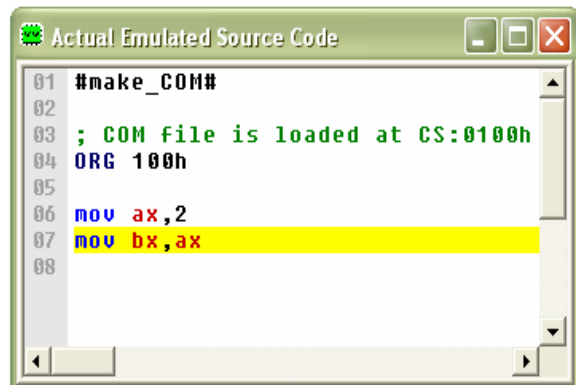 Actual Emulated Source Code
01 #make_COM#
02
03 ; COM file is loaded at CS:0100h
04 ORG 100h
05
06 mov ax,2
07 mov bx,ax
08